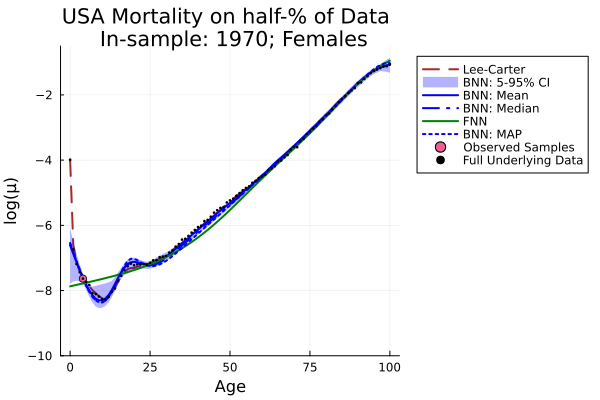 USA Mortality on half-% of Data
In-sample: 1970; Females
Lee-Carter
BNN: 5-95% CI
BNN: Mean
BNN: Median
FNN
BNN: MAP
Observed Samples
Full Underlying Data
log(μ)
−2
−4
−6
−8
−10
0
25
50
75
100
Age